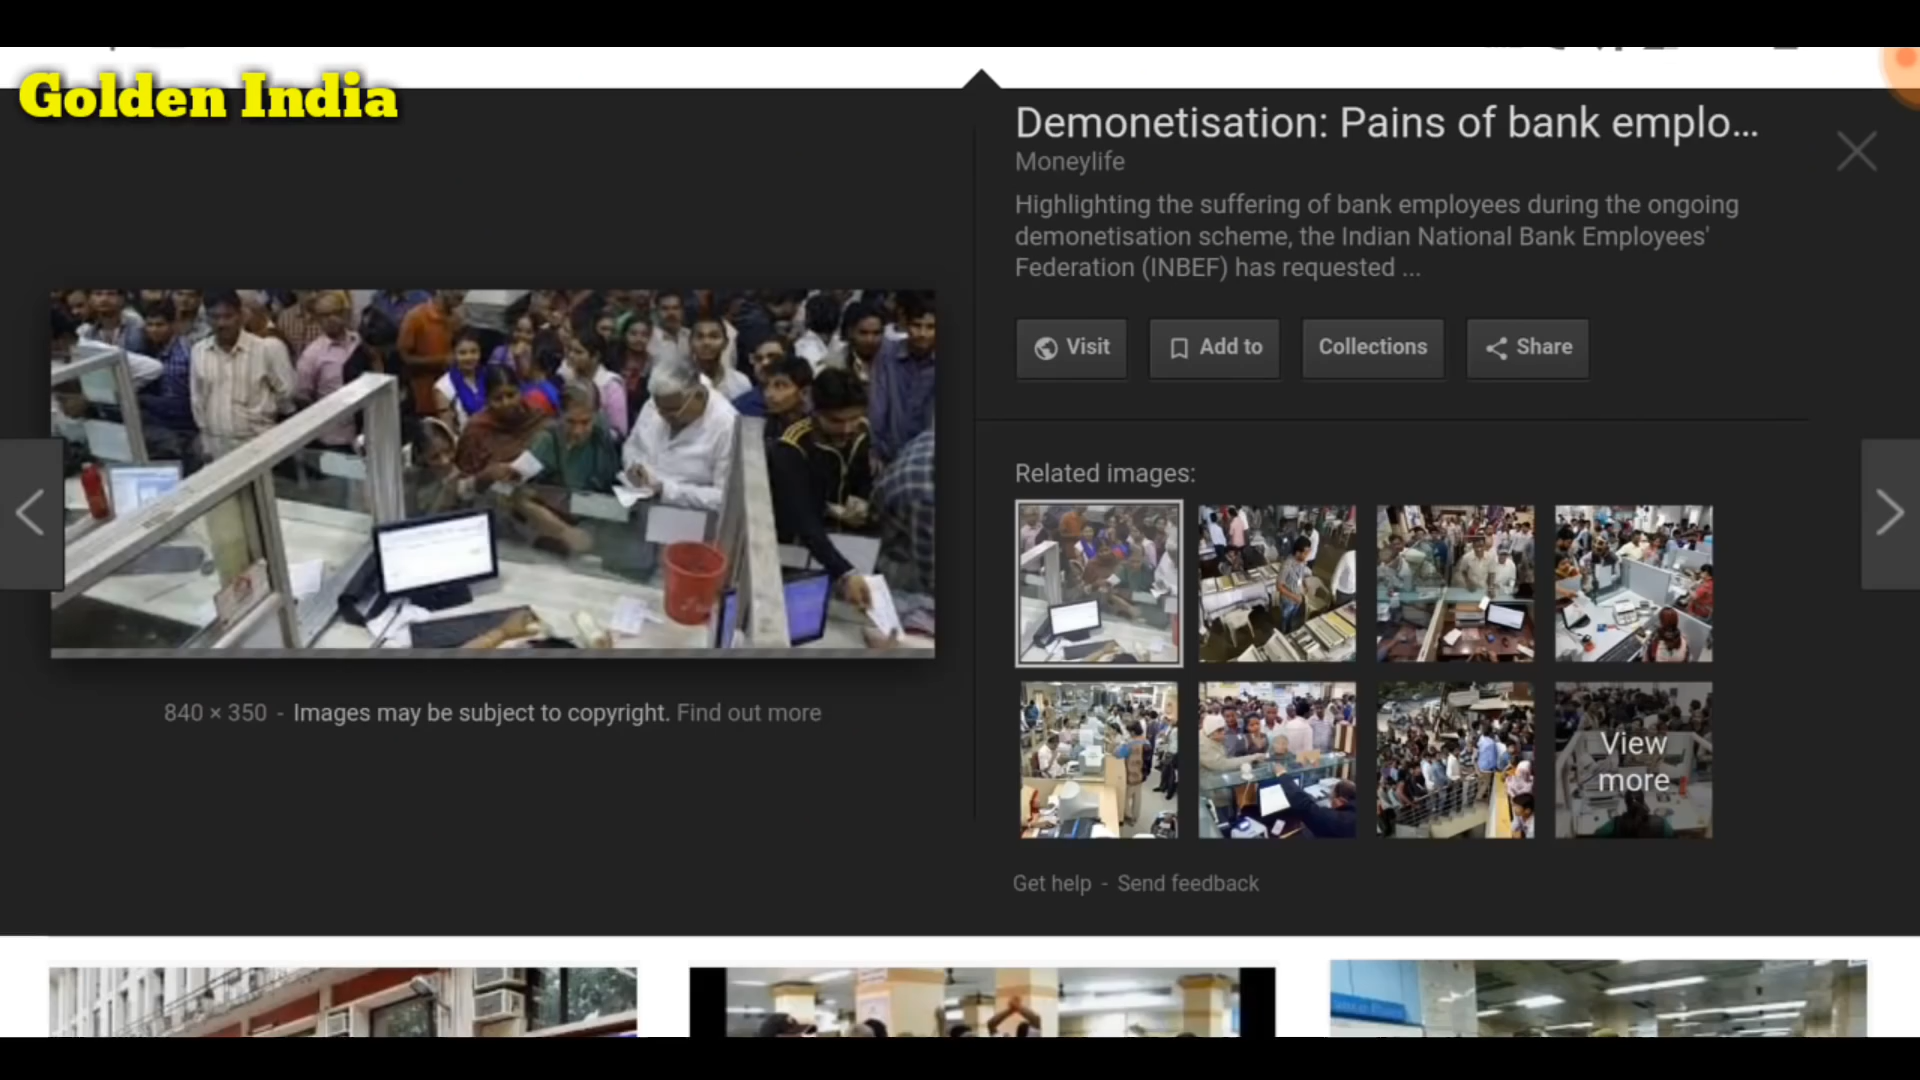 Golden India
Demonetisation: Pains of bank emplo...
Moneylife
Highlighting the suffering of bank employees during the ongoing
demonetisation scheme, the Indian National Bank Employees'
Federation (INBEF) has requested ...
Visit
Add to
Collections
Share
Related images:
840 × 350 - Images may be subject to copyright. Find out more
View
more
Get help - Send feedback